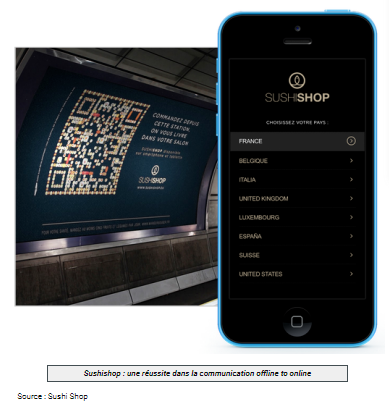 COMMANDEZ DEPUIS
CETTE STATION,
ON VOUS LIVRE
DANS VOTRE SALON
SUSHISHOP
SUSHISHOP
CHOISISSEZ VOTRE PAYS :
FRANCE
BELGIQUE
ITALIA
UNITED KINGDOM
LUXEMBOURG
ESPAÑA
SUISSE
UNITED STATES
Sushishop : une réussite dans la communication offline to online
Source : Sushi Shop